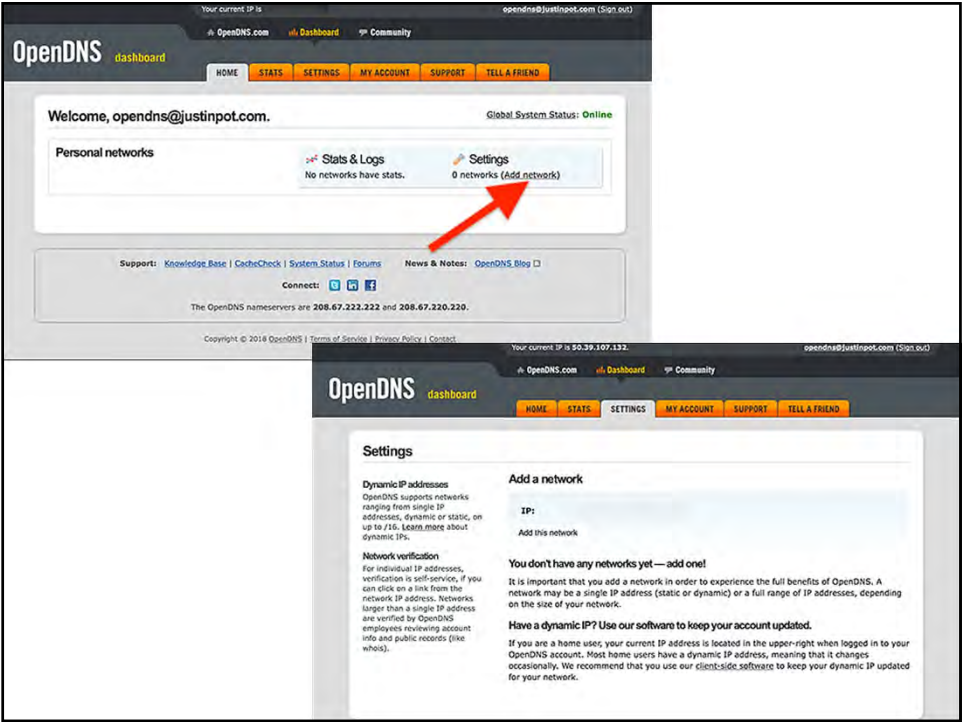 Your current IP is
opendns@justinpot.com (Sign out)
OpenDNS.com Dashboard Community
OpenDNS dashboard
HOME STATS SETTINGS MY ACCOUNT SUPPORT TELL A FRIEND
Welcome, opendns@justinpot.com.
Global System Status: Online
Personal networks
Stats & Logs
No networks have stats.
Settings
0 networks (Add network)
Support: Knowledge Base | CacheCheck | System Status | Forums News & Notes: OpenDNS Blog
Connect:
The OpenDNS nameservers are 208.67.222.222 and 208.67.220.220.
Copyright © 2018 OpenDNS | Terms of Service | Privacy Policy | Contact
Your current IP is 50.39.107.132.
opendns@justinpot.com (Sign out)
OpenDNS.com Dashboard Community
OpenDNS dashboard
HOME STATS SETTINGS MY ACCOUNT SUPPORT TELL A FRIEND
Settings
Dynamic IP addresses
OpenDNS supports networks
ranging from single IP
addresses, dynamic or static, on
up to /16. Learn more about
dynamic IPs.
Network verification
For individual IP addresses,
verification is self-service, if you
can click on a link from the
network IP address. Networks
larger than a single IP address
are verified by OpenDNS
employees reviewing account
info and public records (like
whois).
Add a network
IP:
Add this network
You don't have any networks yet — add one!
It is important that you add a network in order to experience the full benefits of OpenDNS. A
network may be a single IP address (static or dynamic) or a full range of IP addresses, depending
on the size of your network.
Have a dynamic IP? Use our software to keep your account updated.
If you are a home user, your current IP address is located in the upper-right when logged in to your
OpenDNS account. Most home users have a dynamic IP address, meaning that it changes
occasionally. We recommend that you use our client-side software to keep your dynamic IP updated
for your network.